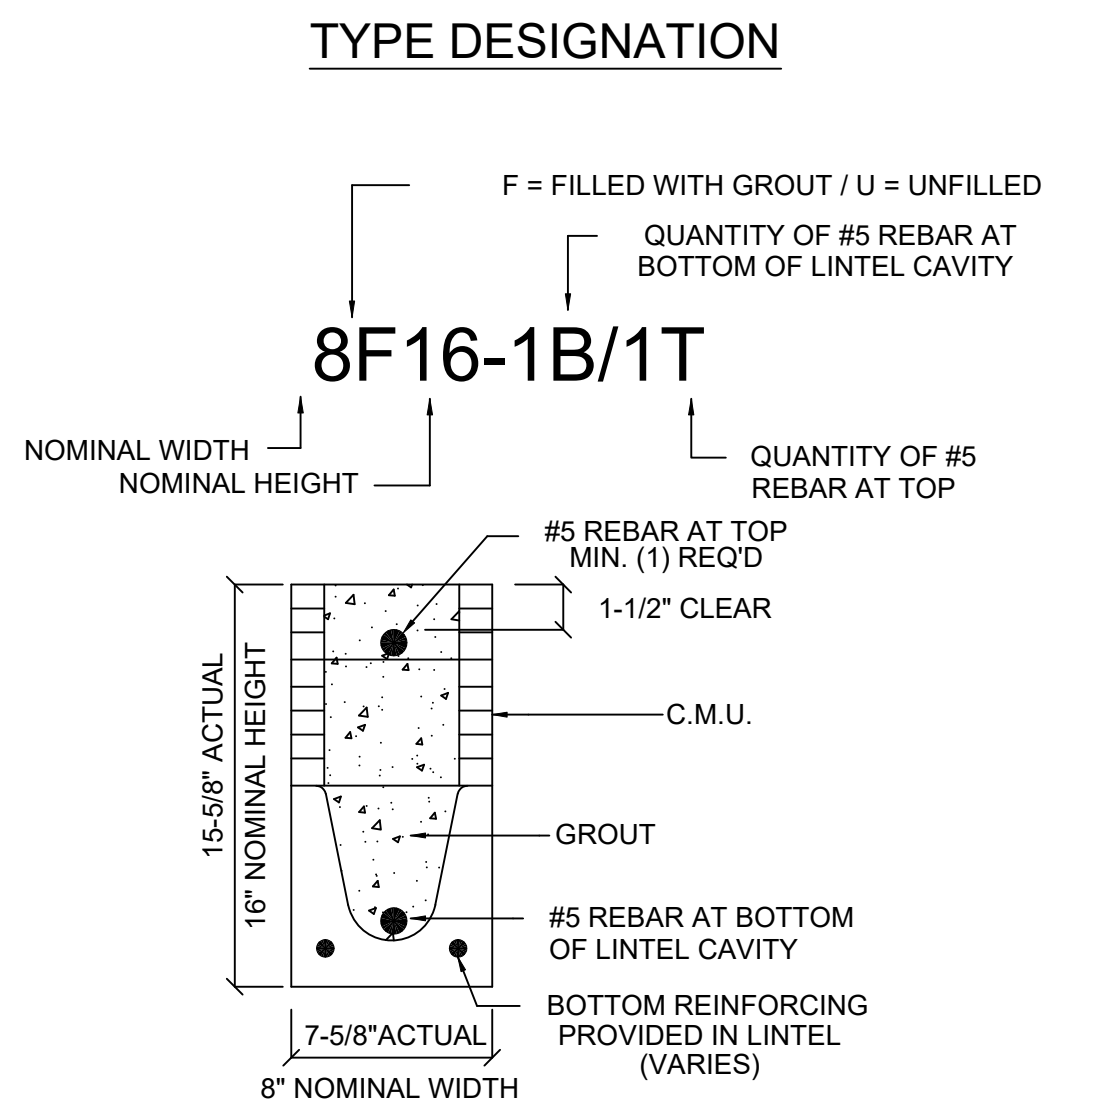 TYPE DESIGNATION
F = FILLED WITH GROUT / U = UNFILLED
QUANTITY OF #5 REBAR AT
BOTTOM OF LINTEL CAVITY
8F16-1B/1T
NOMINAL WIDTH
NOMINAL HEIGHT
QUANTITY OF #5
REBAR AT TOP
#5 REBAR AT TOP
MIN. (1) REQ'D
1-1/2" CLEAR
15-5/8" ACTUAL
16" NOMINAL HEIGHT
C.M.U.
GROUT
#5 REBAR AT BOTTOM
OF LINTEL CAVITY
BOTTOM REINFORCING
PROVIDED IN LINTEL
(VARIES)
7-5/8"ACTUAL
8" NOMINAL WIDTH